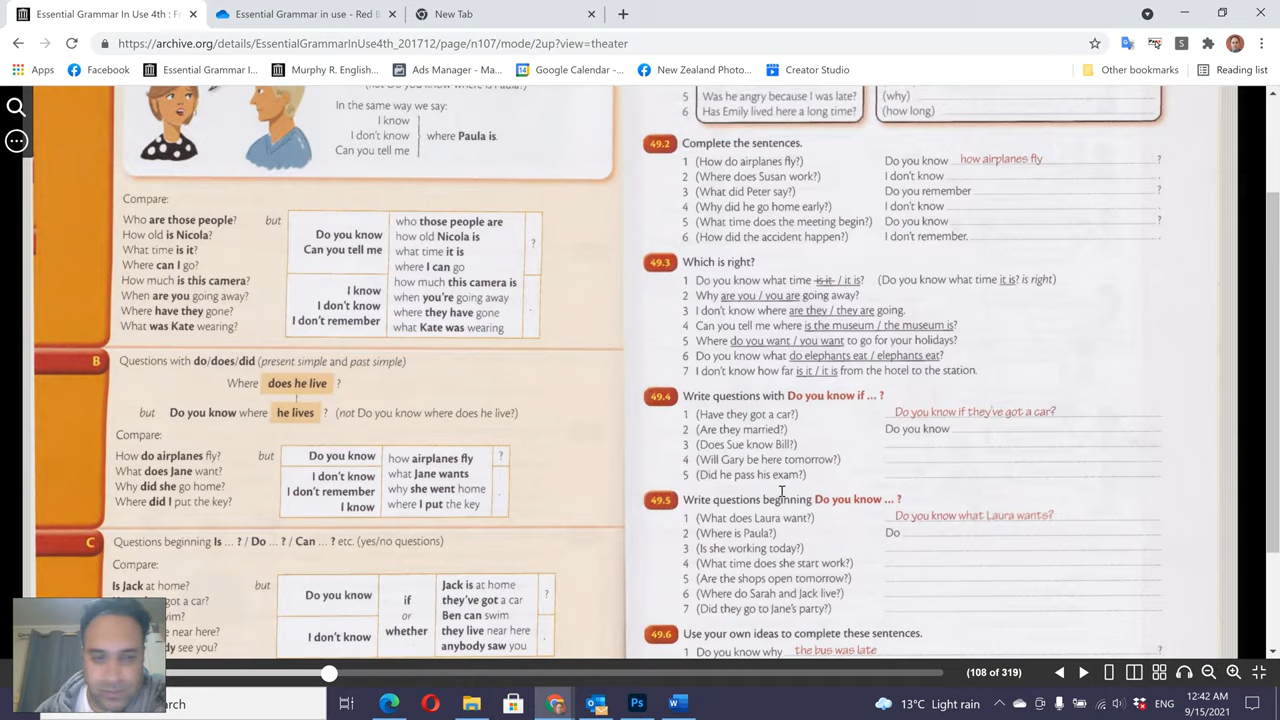 Essential Grammar In Use 4th : Fr
Essential Grammar in use - Red B
New Tab
https://archive.org/details/EssentialGrammarInUse4th_201712/page/n107/mode/2up?view=theater
Apps
Facebook
Essential Grammar I...
Murphy R. English...
Ads Manager - Ma...
Google Calendar -...
New Zealand Photo...
Creator Studio
Other bookmarks
Reading list
In the same way we say:
I know
I don't know
Can you tell me
where Paula is.
Compare:
Who are those people?
How old is Nicola?
What time is it?
Where can I go?
How much is this camera?
When are you going away?
Where have they gone?
What was Kate wearing?
but
Do you know
Can you tell me
I know
I don't know
I don't remember
who those people are
how old Nicola is
what time it is
where I can go
how much this camera is
when you're going away
where they have gone
what Kate was wearing
?
.
B
Questions with do/does/did (present simple and past simple)
Where does he live ?
but Do you know where he lives ? (not Do you know where does he live?)
Compare:
How do airplanes fly?
What does Jane want?
Why did she go home?
Where did I put the key?
but
Do you know
I don't know
I don't remember
I know
how airplanes fly
what Jane wants
why she went home
where I put the key
?
.
C
Questions beginning Is ... ? / Do ... ? / Can ... ? etc. (yes/no questions)
Compare:
Is Jack at home?
got a car?
near here?
see you?
but
Do you know
I don't know
if
or
whether
Jack is at home
they've got a car
Ben can swim
they live near here
anybody saw you
?
.
5 Was he angry because I was late?
6 Has Emily lived here a long time?
(why)
(how long)
49.2 Complete the sentences.
1 (How do airplanes fly?) Do you know how airplanes fly ?
2 (Where does Susan work?) I don't know .
3 (What did Peter say?) Do you remember ?
4 (Why did he go home early?) I don't know .
5 (What time does the meeting begin?) Do you know ?
6 (How did the accident happen?) I don't remember. .
49.3 Which is right?
1 Do you know what time is it / it is? (Do you know what time it is? is right)
2 Why are you / you are going away?
3 I don't know where are they / they are going.
4 Can you tell me where is the museum / the museum is?
5 Where do you want / you want to go for your holidays?
6 Do you know what do elephants eat / elephants eat?
7 I don't know how far is it / it is from the hotel to the station.
49.4 Write questions with Do you know if ... ?
1 (Have they got a car?) Do you know if they've got a car?
2 (Are they married?) Do you know
3 (Does Sue know Bill?)
4 (Will Gary be here tomorrow?)
5 (Did he pass his exam?)
49.5 Write questions beginning Do you know ... ?
1 (What does Laura want?) Do you know what Laura wants?
2 (Where is Paula?) Do
3 (Is she working today?)
4 (What time does she start work?)
5 (Are the shops open tomorrow?)
6 (Where do Sarah and Jack live?)
7 (Did they go to Jane's party?)
49.6 Use your own ideas to complete these sentences.
1 Do you know why the bus was late ?
(108 of 319)
13°C Light rain
ENG
12:42 AM
9/15/2021